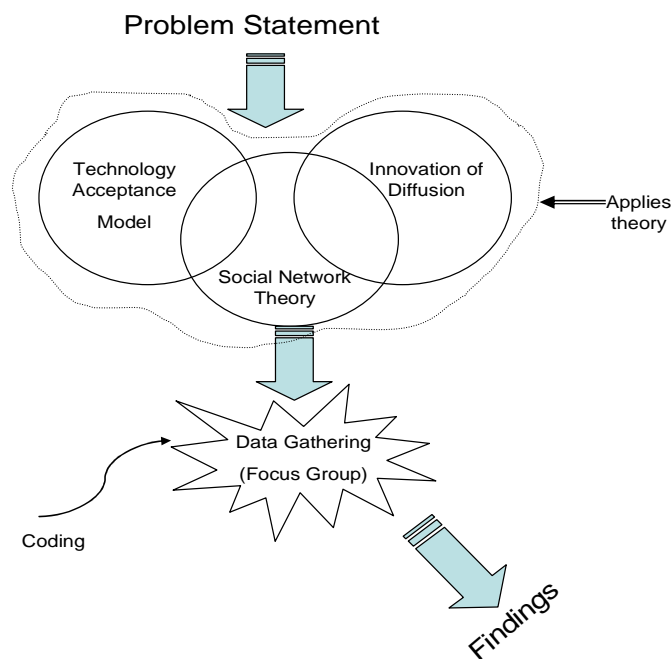 Problem Statement
Technology
Acceptance
Model
Innovation of
Diffusion
Applies
theory
Social Network
Theory
Data Gathering
(Focus Group)
Coding
Findings